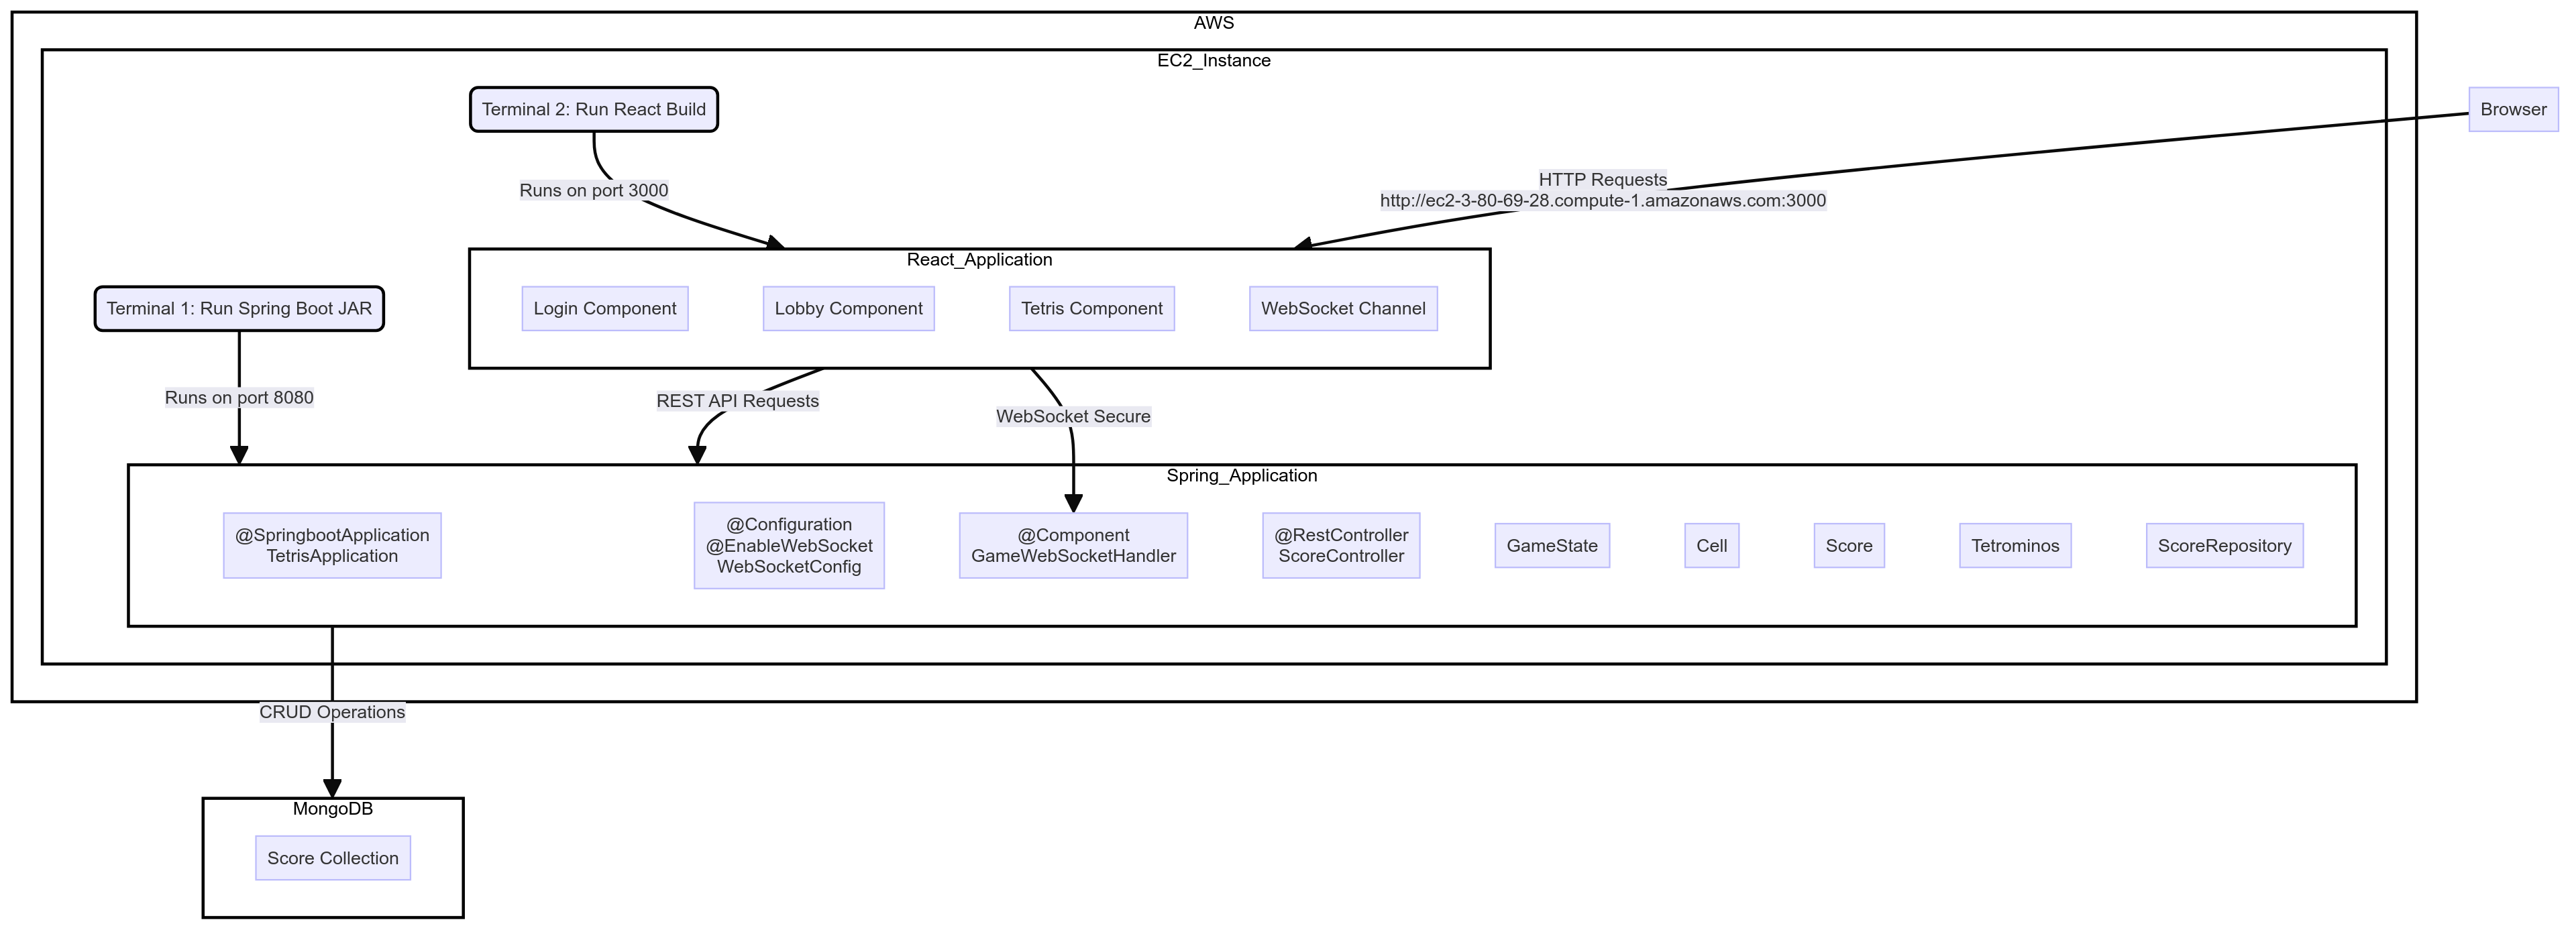 AWS
EC2_Instance
Terminal 2: Run React Build
Browser
Runs on port 3000
HTTP Requests
http://ec2-3-80-69-28.compute-1.amazonaws.com:3000
React_Application
Login Component
Lobby Component
Tetris Component
WebSocket Channel
Terminal 1: Run Spring Boot JAR
Runs on port 8080
REST API Requests
WebSocket Secure
Spring_Application
@SpringbootApplication
TetrisApplication
@Configuration
@EnableWebSocket
WebSocketConfig
@Component
GameWebSocketHandler
@RestController
ScoreController
GameState
Cell
Score
Tetrominos
ScoreRepository
CRUD Operations
MongoDB
Score Collection